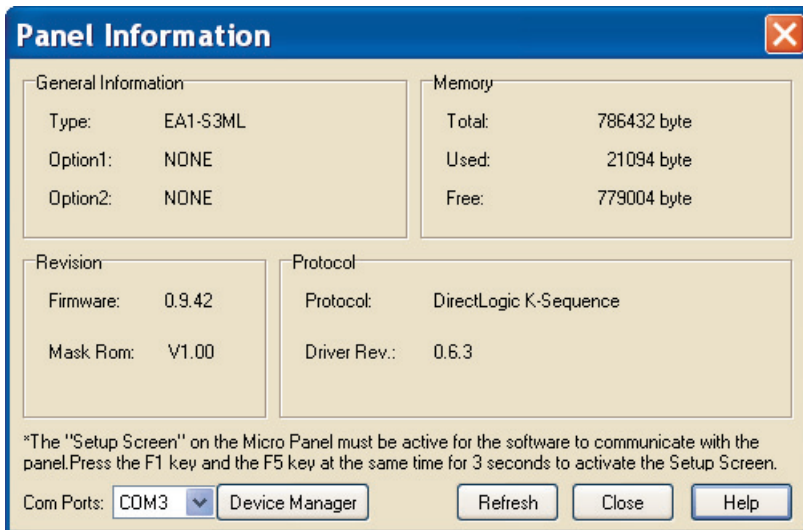 Panel Information
General Information
Type: EA1-S3ML
Option1: NONE
Option2: NONE
Memory
Total: 786432 byte
Used: 21094 byte
Free: 779004 byte
Revision
Firmware: 0.9.42
Mask Rom: V1.00
Protocol
Protocol: DirectLogic K-Sequence
Driver Rev.: 0.6.3
*The "Setup Screen" on the Micro Panel must be active for the software to communicate with the
panel.Press the F1 key and the F5 key at the same time for 3 seconds to activate the Setup Screen.
Com Ports: COM3 Device Manager Refresh Close Help